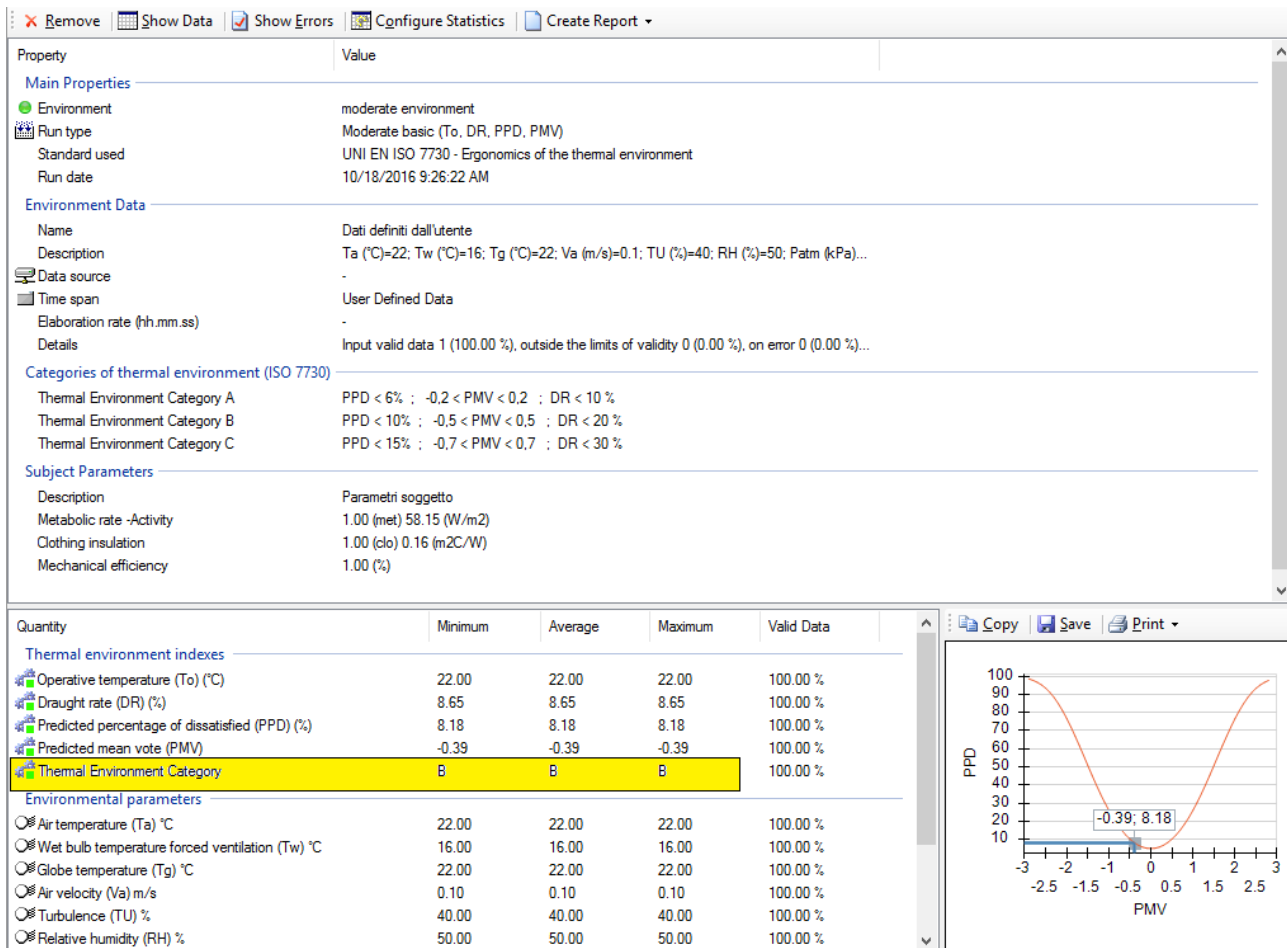 Remove Show Data Show Errors Configure Statistics Create Report
Property Value
Main Properties
Environment moderate environment
Run type Moderate basic (To, DR, PPD, PMV)
Standard used UNI EN ISO 7730 - Ergonomics of the thermal environment
Run date 10/18/2016 9:26:22 AM
Environment Data
Name Dati definiti dall'utente
Description Ta (°C)=22; Tw (°C)=16; Tg (°C)=22; Va (m/s)=0.1; TU (%)=40; RH (%)=50; Patm (kPa)...
Data source -
Time span User Defined Data
Elaboration rate (hh.mm.ss) -
Details Input valid data 1 (100.00 %), outside the limits of validity 0 (0.00 %), on error 0 (0.00 %)...
Categories of thermal environment (ISO 7730)
Thermal Environment Category A PPD < 6% ; -0,2 < PMV < 0,2 ; DR < 10 %
Thermal Environment Category B PPD < 10% ; -0,5 < PMV < 0,5 ; DR < 20 %
Thermal Environment Category C PPD < 15% ; -0,7 < PMV < 0,7 ; DR < 30 %
Subject Parameters
Description Parametri soggetto
Metabolic rate -Activity 1.00 (met) 58.15 (W/m2)
Clothing insulation 1.00 (clo) 0.16 (m2C/W)
Mechanical efficiency 1.00 (%)
Quantity Minimum Average Maximum Valid Data
Thermal environment indexes
Operative temperature (To) (°C) 22.00 22.00 22.00 100.00 %
Draught rate (DR) (%) 8.65 8.65 8.65 100.00 %
Predicted percentage of dissatisfied (PPD) (%) 8.18 8.18 8.18 100.00 %
Predicted mean vote (PMV) -0.39 -0.39 -0.39 100.00 %
Thermal Environment Category B B B 100.00 %
Environmental parameters
Air temperature (Ta) °C 22.00 22.00 22.00 100.00 %
Wet bulb temperature forced ventilation (Tw) °C 16.00 16.00 16.00 100.00 %
Globe temperature (Tg) °C 22.00 22.00 22.00 100.00 %
Air velocity (Va) m/s 0.10 0.10 0.10 100.00 %
Turbulence (TU) % 40.00 40.00 40.00 100.00 %
Relative humidity (RH) % 50.00 50.00 50.00 100.00 %
Copy Save Print
100
90
80
70
60
50
40
30
20
10
PPD
-0.39; 8.18
-3 -2 -1 0 1 2 3
-2.5 -1.5 -0.5 0.5 1.5 2.5
PMV